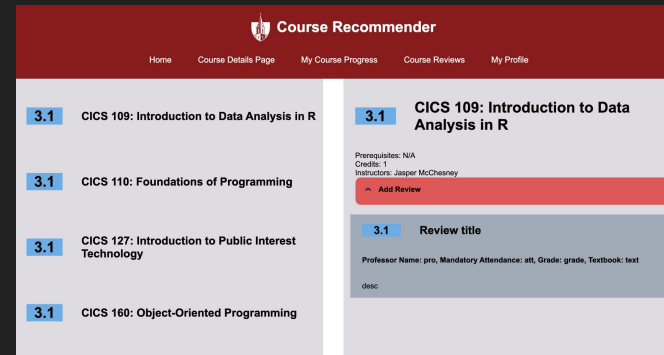 Course Recommender
Home Course Details Page My Course Progress Course Reviews My Profile
3.1 CICS 109: Introduction to Data Analysis in R
3.1 CICS 110: Foundations of Programming
3.1 CICS 127: Introduction to Public Interest
Technology
3.1 CICS 160: Object-Oriented Programming
3.1 CICS 109: Introduction to Data
Analysis in R
Prerequisites: N/A
Credits: 1
Instructors: Jasper McChesney
Add Review
3.1 Review title
Professor Name: pro, Mandatory Attendance: att, Grade: grade, Textbook: text
desc